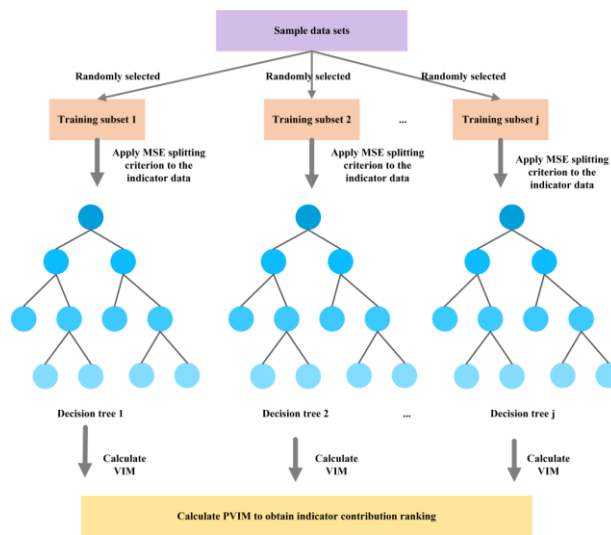 Sample data sets
Randomly selected
Randomly selected
Randomly selected
Training subset 1
Training subset 2
...
Training subset j
Apply MSE splitting
criterion to the
indicator data
Apply MSE splitting
criterion to the
indicator data
Apply MSE splitting
criterion to the
indicator data
Decision tree 1
Decision tree 2
...
Decision tree j
Calculate
VIM
Calculate
VIM
Calculate
VIM
Calculate PVIM to obtain indicator contribution ranking